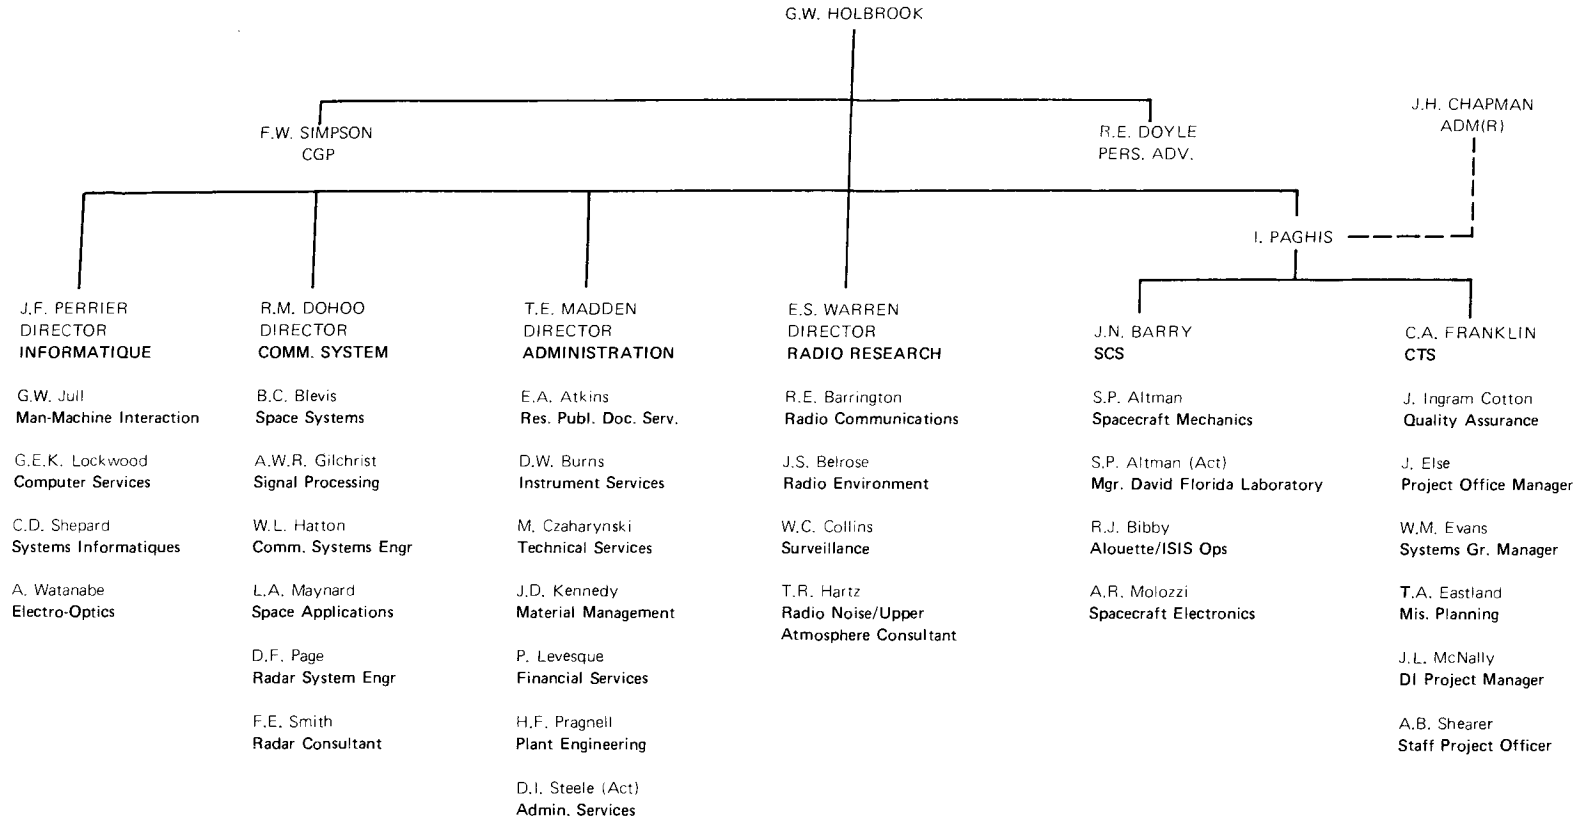 G.W. HOLBROOK
F.W. SIMPSON
CGP
R.E. DOYLE
PERS. ADV.
J.H. CHAPMAN
ADM(R)
I. PAGHIS
J.F. PERRIER
DIRECTOR
INFORMATIQUE
G.W. Jull
Man-Machine Interaction
G.E.K. Lockwood
Computer Services
C.D. Shepard
Systems Informatiques
A. Watanabe
Electro-Optics
R.M. DOHOO
DIRECTOR
COMM. SYSTEM
B.C. Blevis
Space Systems
A.W.R. Gilchrist
Signal Processing
W.L. Hatton
Comm. Systems Engr
L.A. Maynard
Space Applications
D.F. Page
Radar System Engr
F.E. Smith
Radar Consultant
T.E. MADDEN
DIRECTOR
ADMINISTRATION
E.A. Atkins
Res. Publ. Doc. Serv.
D.W. Burns
Instrument Services
M. Czaharynski
Technical Services
J.D. Kennedy
Material Management
P. Levesque
Financial Services
H.F. Pragnell
Plant Engineering
D.I. Steele (Act)
Admin. Services
E.S. WARREN
DIRECTOR
RADIO RESEARCH
R.E. Barrington
Radio Communications
J.S. Belrose
Radio Environment
W.C. Collins
Surveillance
T.R. Hartz
Radio Noise/Upper
Atmosphere Consultant
J.N. BARRY
SCS
S.P. Altman
Spacecraft Mechanics
S.P. Altman (Act)
Mgr. David Florida Laboratory
R.J. Bibby
Alouette/ISIS Ops
A.R. Molozzi
Spacecraft Electronics
C.A. FRANKLIN
CTS
J. Ingram Cotton
Quality Assurance
J. Else
Project Office Manager
W.M. Evans
Systems Gr. Manager
T.A. Eastland
Mis. Planning
J.L. McNally
DI Project Manager
A.B. Shearer
Staff Project Officer